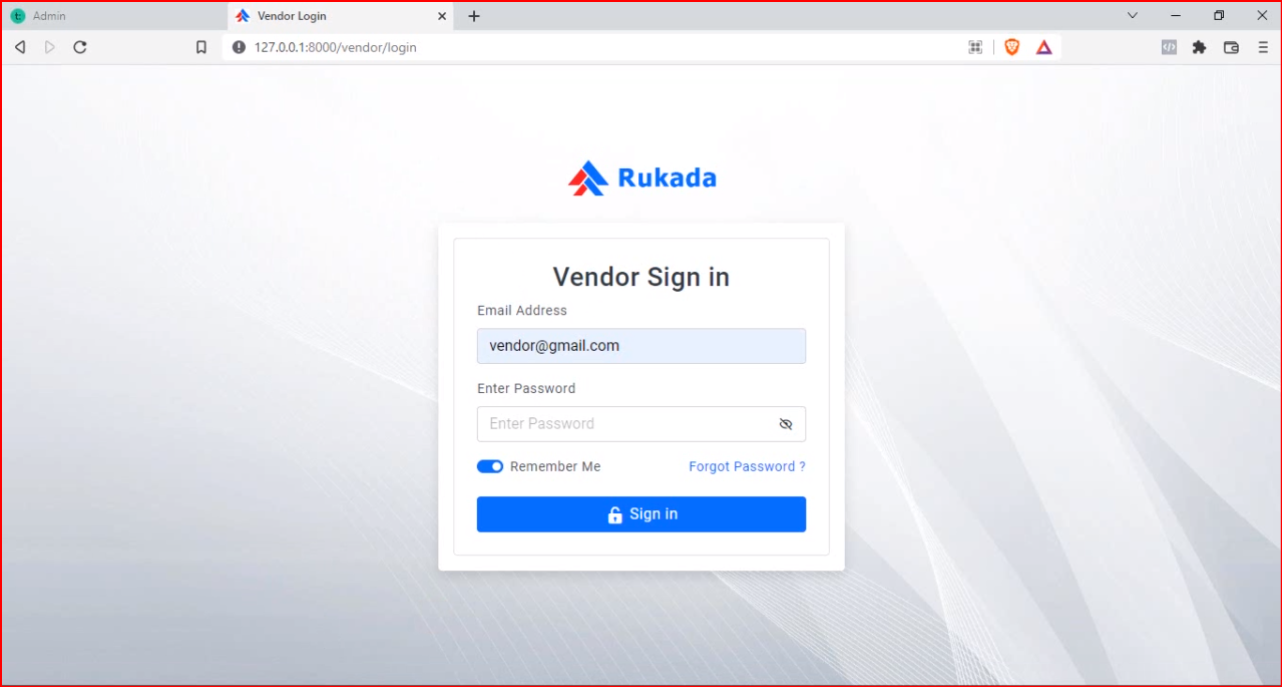 Admin
Vendor Login
127.0.0.1:8000/vendor/login
Rukada
Vendor Sign in
Email Address
vendor@gmail.com
Enter Password
Enter Password
Remember Me
Forgot Password ?
Sign in